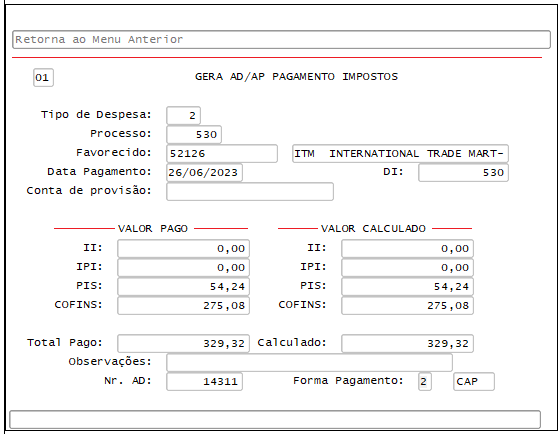 Retorna ao Menu Anterior
01 GERA AD/AP PAGAMENTO IMPOSTOS
Tipo de Despesa: 2
Processo: 530
Favorecido: 52126 ITM INTERNATIONAL TRADE MART-
Data Pagamento: 26/06/2023 DI: 530
Conta de provisão:
VALOR PAGO VALOR CALCULADO
II: 0,00 II: 0,00
IPI: 0,00 IPI: 0,00
PIS: 54,24 PIS: 54,24
COFINS: 275,08 COFINS: 275,08
Total Pago: 329,32 Calculado: 329,32
Observações:
Nr. AD: 14311 Forma Pagamento: 2 CAP